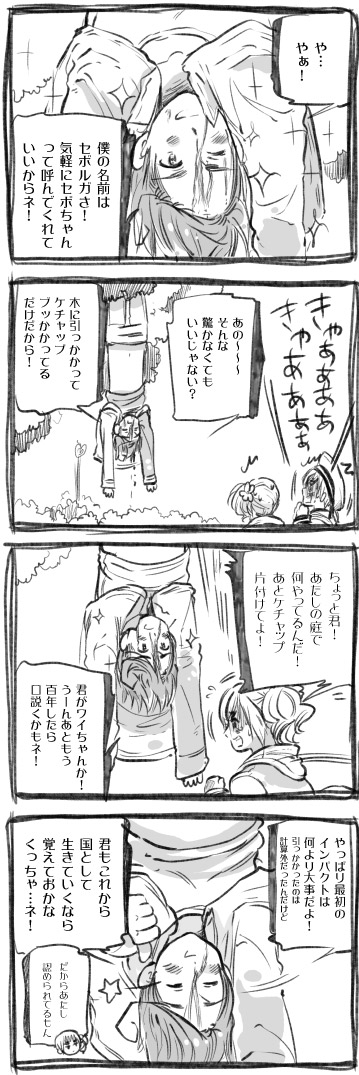 や…
やぁ！
僕の名前は
セボルガさ！
気軽にセボちゃん
って呼んでくれて
いいからネ！
きゃあああぁ
きゃあああぁぁ
あの〜〜
そんな
驚かなくても
いいじゃない？
木に引っかかって
ケチャップ
ブッかかってる
だけだから！
ちょっと君！
あたしの庭で
何やってるんだ！
あとケチャップ
片付けてよ！
君がワイちゃんか！
うーんあともう
百年したら
口説くかもネ！
やっぱり最初の
インパクトは
何より大事だよ！
引っかかったのは
計算外だったんだけど
君もこれから
国として
生きていくなら
覚えておかな
くっちゃ…ネ！
だからあたし
認められてるもん